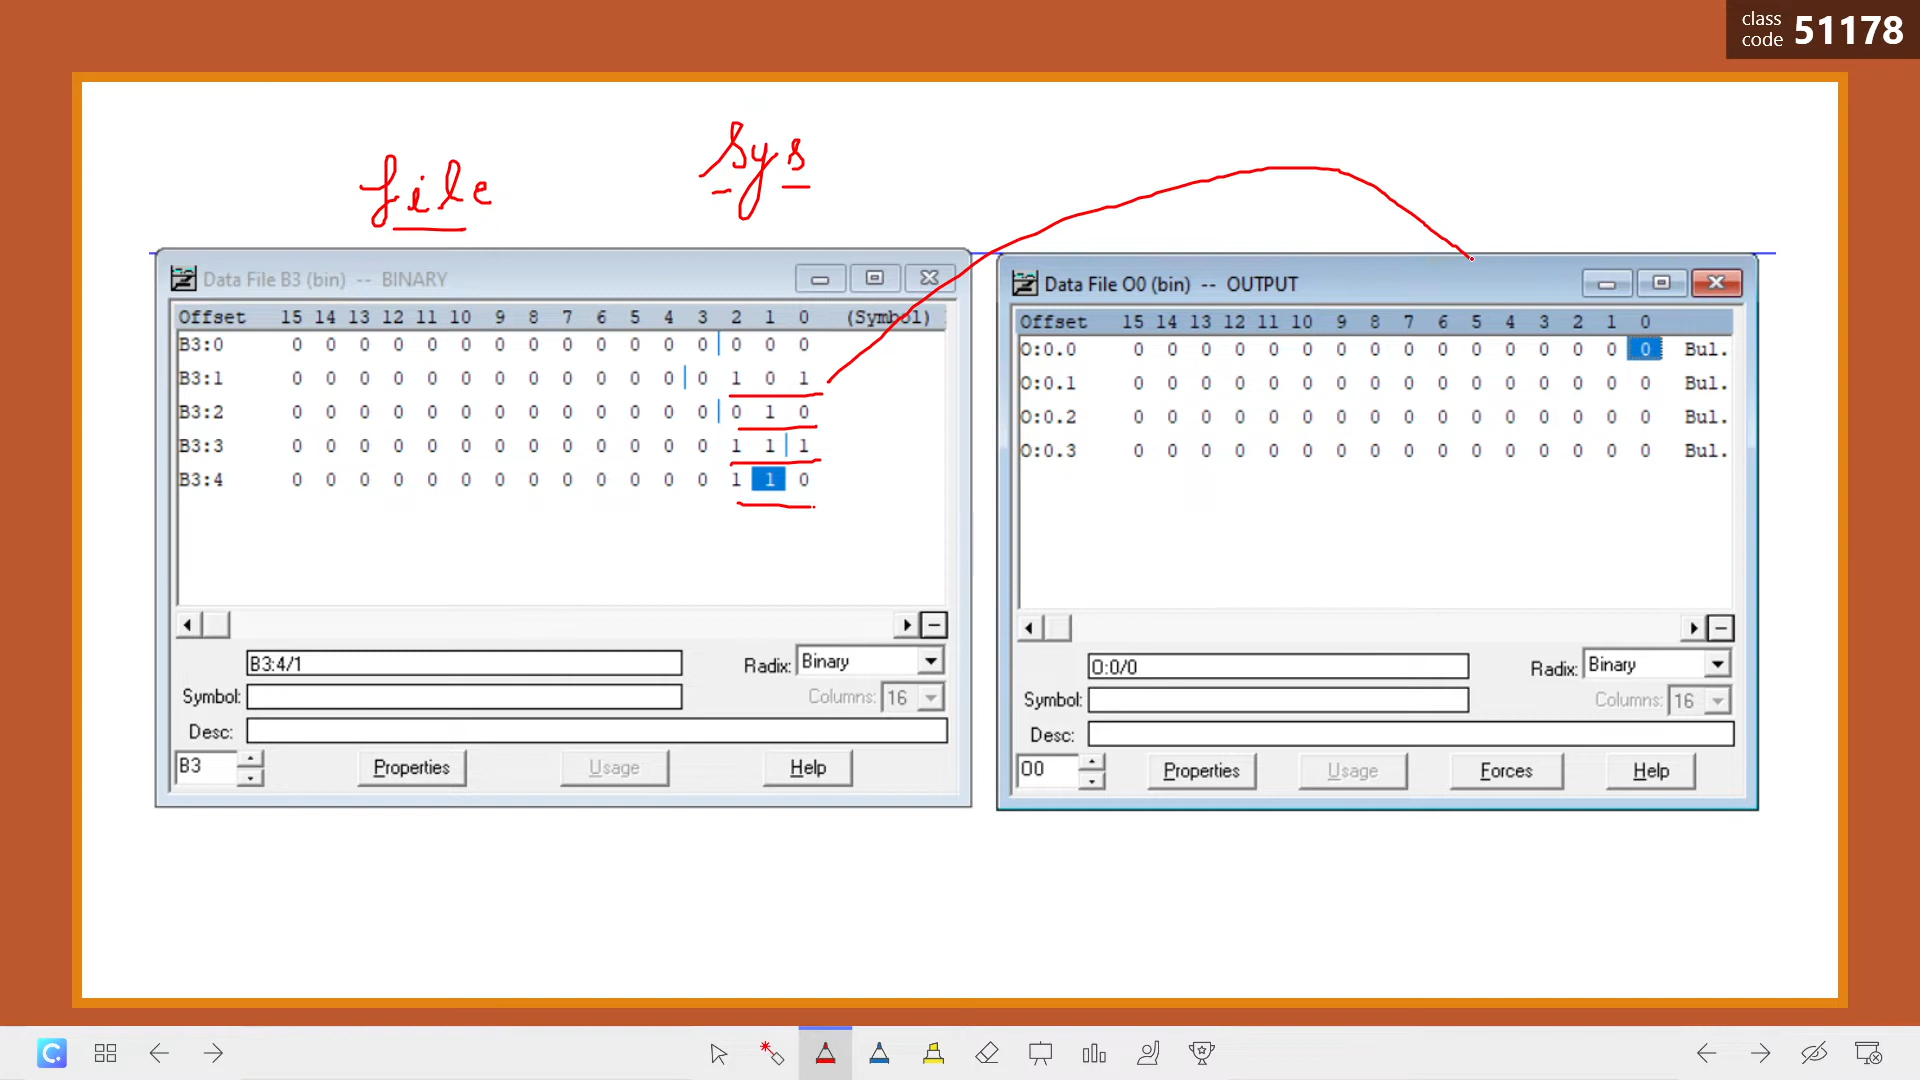 class code 51178
file
sys
Data File B3 (bin) -- BINARY
Offset 15 14 13 12 11 10 9 8 7 6 5 4 3 2 1 0 (Symbol)
B3:0 0 0 0 0 0 0 0 0 0 0 0 0 0 0 0 0
B3:1 0 0 0 0 0 0 0 0 0 0 0 0 0 1 0 1
B3:2 0 0 0 0 0 0 0 0 0 0 0 0 0 0 1 0
B3:3 0 0 0 0 0 0 0 0 0 0 0 0 0 1 1 1
B3:4 0 0 0 0 0 0 0 0 0 0 0 0 0 1 1 0
B3:4/1
Radix: Binary
Symbol:
Columns: 16
Desc:
B3 Properties Usage Help
Data File O0 (bin) -- OUTPUT
Offset 15 14 13 12 11 10 9 8 7 6 5 4 3 2 1 0
O:0.0 0 0 0 0 0 0 0 0 0 0 0 0 0 0 0 0 Bul.
O:0.1 0 0 0 0 0 0 0 0 0 0 0 0 0 0 0 0 Bul.
O:0.2 0 0 0 0 0 0 0 0 0 0 0 0 0 0 0 0 Bul.
O:0.3 0 0 0 0 0 0 0 0 0 0 0 0 0 0 0 0 Bul.
O:0/0
Radix: Binary
Symbol:
Columns: 16
Desc:
O0 Properties Usage Forces Help